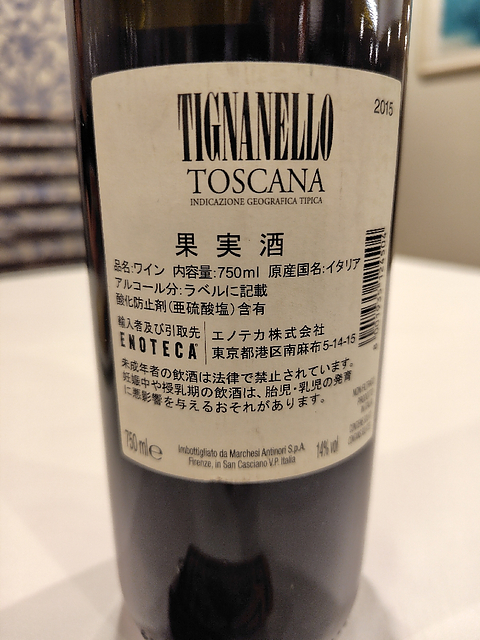 2015
TIGNANELLO
TOSCANA
INDICAZIONE GEOGRAFICA TIPICA
果実酒
品名:ワイン 内容量:750ml 原産国名:イタリア
アルコール分:ラベルに記載
酸化防止剤(亜硫酸塩)含有
輸入者及び引取先
ENOTECA
エノテカ株式会社
東京都港区南麻布5-14-15
未成年者の飲酒は法律で禁止されています。
妊娠中や授乳期の飲酒は、胎児・乳児の発育
に悪影響を与えるおそれがあります。
750 ml e
Imbottigliato da Marchesi Antinori S.p.A.
Firenze, in San Casciano V.P. Italia
14% vol